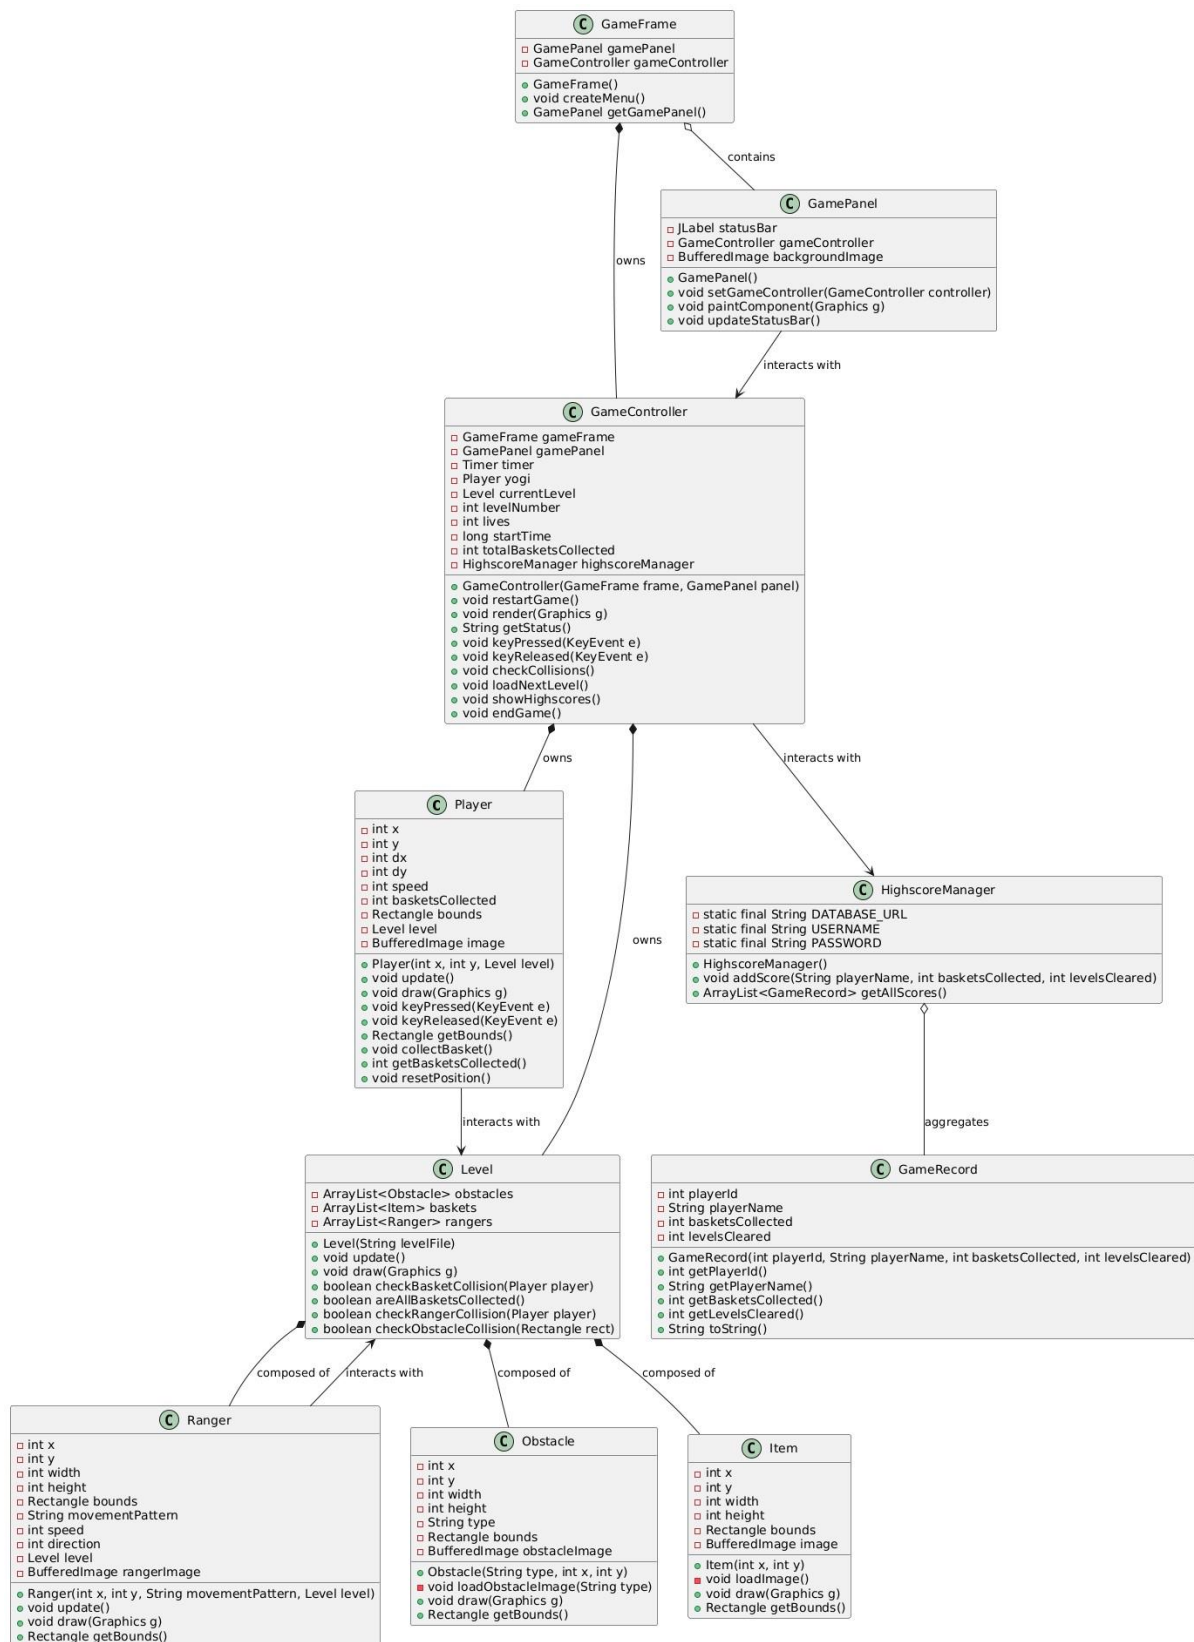 C GameFrame
GamePanel gamePanel
GameController gameController
GameFrame()
void createMenu()
GamePanel getGamePanel()
contains
C GamePanel
JLabel statusBar
GameController gameController
BufferedImage backgroundImage
GamePanel()
void setGameController(GameController controller)
void paintComponent(Graphics g)
void updateStatusBar()
owns
interacts with
C GameController
GameFrame gameFrame
GamePanel gamePanel
Timer timer
Player yogi
Level currentLevel
int levelNumber
int lives
long startTime
int totalBasketsCollected
HighscoreManager highscoreManager
GameController(GameFrame frame, GamePanel panel)
void restartGame()
void render(Graphics g)
String getStatus()
void keyPressed(KeyEvent e)
void keyReleased(KeyEvent e)
void checkCollisions()
void loadNextLevel()
void showHighscores()
void endGame()
owns
interacts with
C Player
int x
int y
int dx
int dy
int speed
int basketsCollected
Rectangle bounds
Level level
BufferedImage image
Player(int x, int y, Level level)
void update()
void draw(Graphics g)
void keyPressed(KeyEvent e)
void keyReleased(KeyEvent e)
Rectangle getBounds()
void collectBasket()
int getBasketsCollected()
void resetPosition()
owns
C HighscoreManager
static final String DATABASE_URL
static final String USERNAME
static final String PASSWORD
HighscoreManager()
void addScore(String playerName, int basketsCollected, int levelsCleared)
ArrayList<GameRecord> getAllScores()
interacts with
aggregates
C Level
ArrayList<Obstacle> obstacles
ArrayList<Item> baskets
ArrayList<Ranger> rangers
Level(String levelFile)
void update()
void draw(Graphics g)
boolean checkBasketCollision(Player player)
boolean areAllBasketsCollected()
boolean checkRangerCollision(Player player)
boolean checkObstacleCollision(Rectangle rect)
C GameRecord
int playerId
String playerName
int basketsCollected
int levelsCleared
GameRecord(int playerId, String playerName, int basketsCollected, int levelsCleared)
int getPlayerId()
String getPlayerName()
int getBasketsCollected()
int getLevelsCleared()
String toString()
composed of
interacts with
composed of
composed of
C Ranger
int x
int y
int width
int height
Rectangle bounds
String movementPattern
int speed
int direction
Level level
BufferedImage rangerImage
Ranger(int x, int y, String movementPattern, Level level)
void update()
void draw(Graphics g)
Rectangle getBounds()
C Obstacle
int x
int y
int width
int height
String type
Rectangle bounds
BufferedImage obstacleImage
Obstacle(String type, int x, int y)
void loadObstacleImage(String type)
void draw(Graphics g)
Rectangle getBounds()
C Item
int x
int y
int width
int height
Rectangle bounds
BufferedImage image
Item(int x, int y)
void loadImage()
void draw(Graphics g)
Rectangle getBounds()